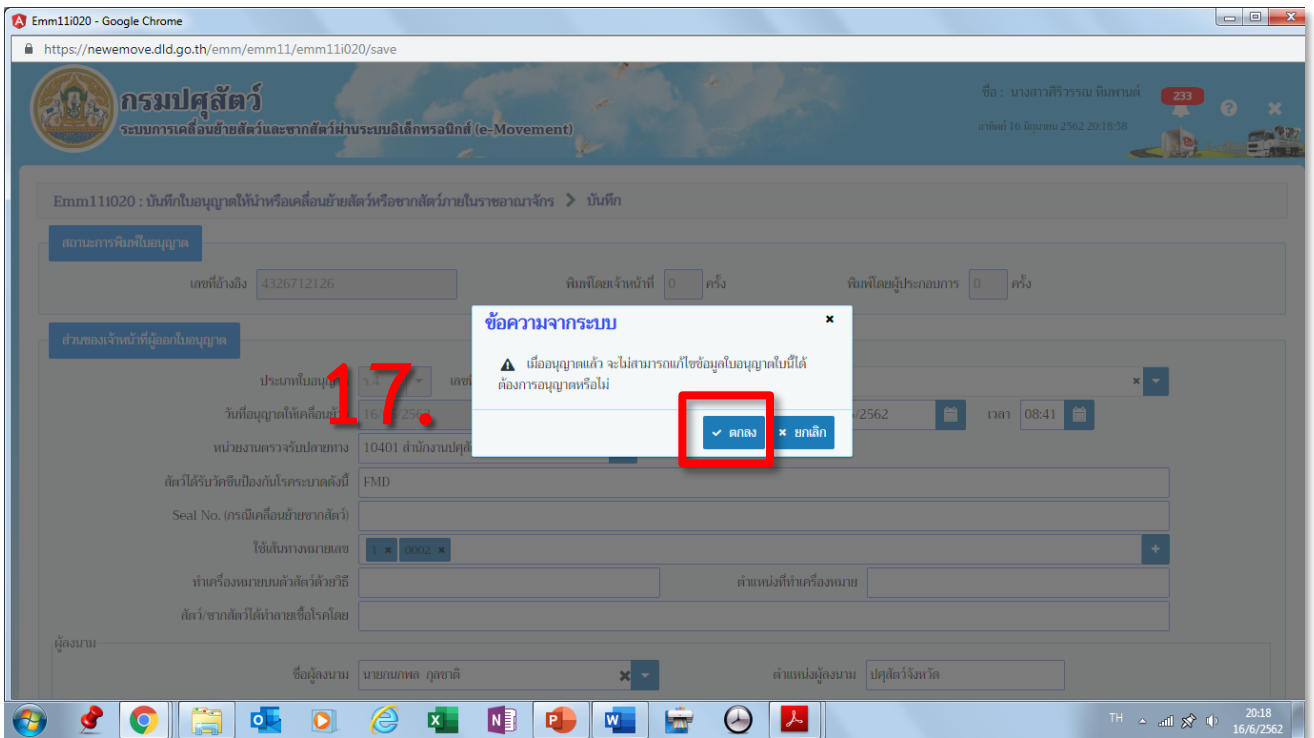 Emm11i020 - Google Chrome
https://newemove.dld.go.th/emm/emm11/emm11i020/save
กรมปศุสัตว์
ระบบการเคลื่อนย้ายสัตว์และซากสัตว์ผ่านระบบอิเล็กทรอนิกส์ (e-Movement)
ชื่อ : นางสาวศิริวรรณ พิมพานต์
233
อาทิตย์ 16 มิถุนายน 2562 20:18:58
Emm11i020 : บันทึกใบอนุญาตให้นำหรือเคลื่อนย้ายสัตว์หรือซากสัตว์ภายในราชอาณาจักร บันทึก
สถานะการพิมพ์ใบอนุญาต
เลขที่อ้างอิง 4326712126 พิมพ์โดยเจ้าหน้าที่ 0 ครั้ง พิมพ์โดยผู้ประกอบการ 0 ครั้ง
ข้อความจากระบบ
เมื่ออนุญาตแล้ว จะไม่สามารถแก้ไขข้อมูลใบอนุญาตใบนี้ได้
ต้องการอนุญาตหรือไม่
ตกลง ยกเลิก
17.
ส่วนของเจ้าหน้าที่ผู้ออกใบอนุญาต
ประเภทใบอนุญาต ร.4
วันที่อนุญาตให้เคลื่อนย้าย /2562 เวลา 08:41
หน่วยงานตรวจรับปลายทาง 10401
สัตว์ได้รับวัคซีนป้องกันโรคระบาดดังนี้ FMD
Seal No. (กรณีเคลื่อนย้ายซากสัตว์)
ใช้เส้นทางหมายเลข 1 0002
ทำเครื่องหมายบนตัวสัตว์ด้วยวิธี ตำแหน่งที่ทำเครื่องหมาย
สัตว์/ซากสัตว์ได้ทำลายเชื้อโรคโดย
ผู้ลงนาม
ชื่อผู้ลงนาม นายกนกพล กุลชาติ ตำแหน่งผู้ลงนาม ปศุสัตว์จังหวัด
TH
20:18
16/6/2562